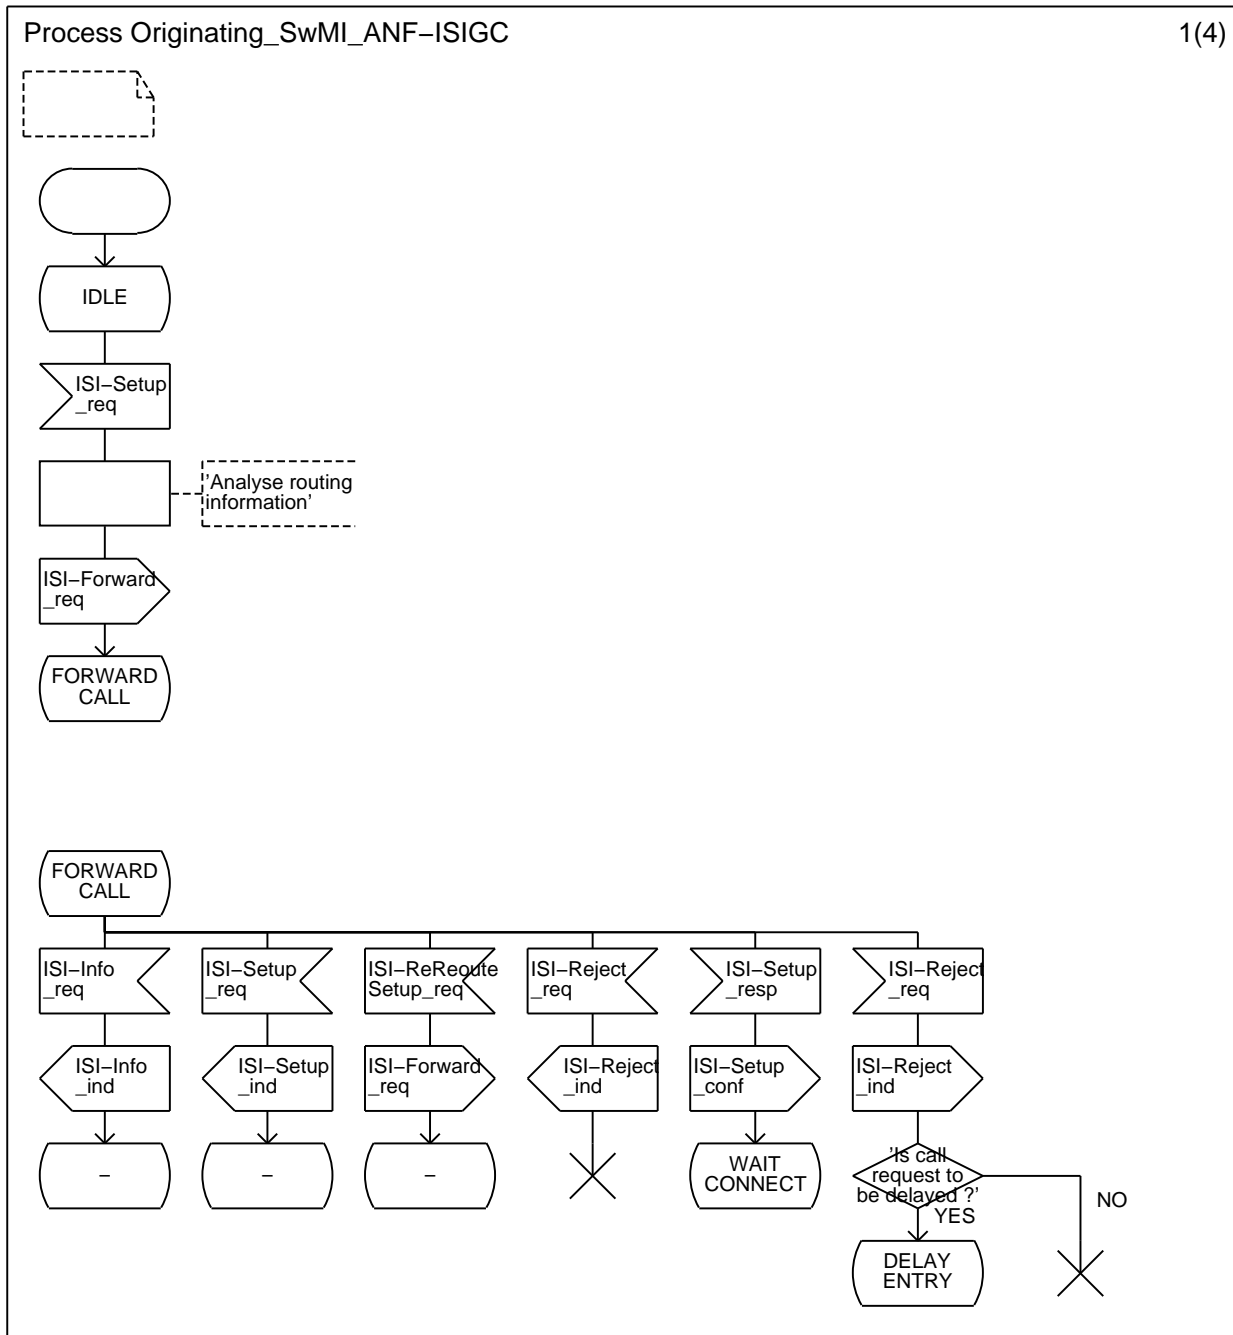 Process Originating_SwMI_ANF−ISIGC
1(4)
IDLE
ISI−Setup
_req
'Analyse routing
information'
ISI−Forward
_req
FORWARD
CALL
FORWARD
CALL
ISI−Info
_req
ISI−Setup
_req
ISI−ReReoute
Setup_req
ISI−Reject
_req
ISI−Setup
_resp
ISI−Reject
_req
ISI−Info
_ind
ISI−Setup
_ind
ISI−Forward
_req
ISI−Reject
_ind
ISI−Setup
_conf
ISI−Reject
_ind
−
−
−
WAIT
CONNECT
'Is call
request to
be delayed ?'
YES
NO
DELAY
ENTRY